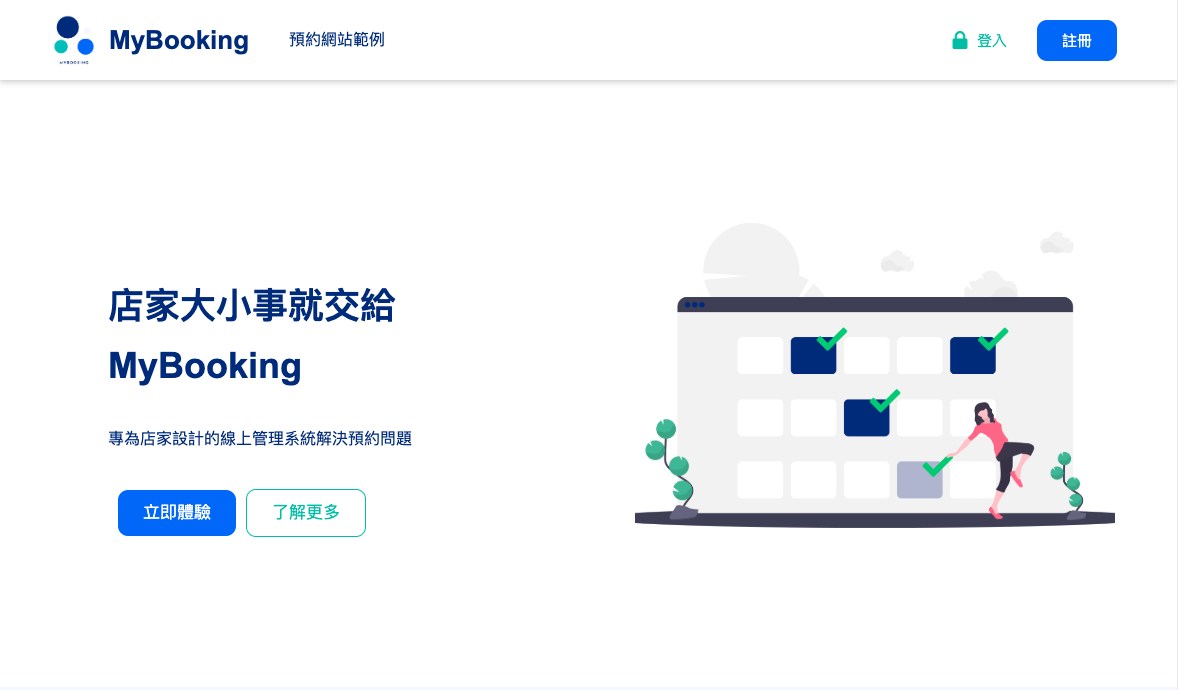 MYBOOKING
MyBooking
預約網站範例
登入
註冊
店家大小事就交給
MyBooking
專為店家設計的線上管理系統解決預約問題
立即體驗
了解更多